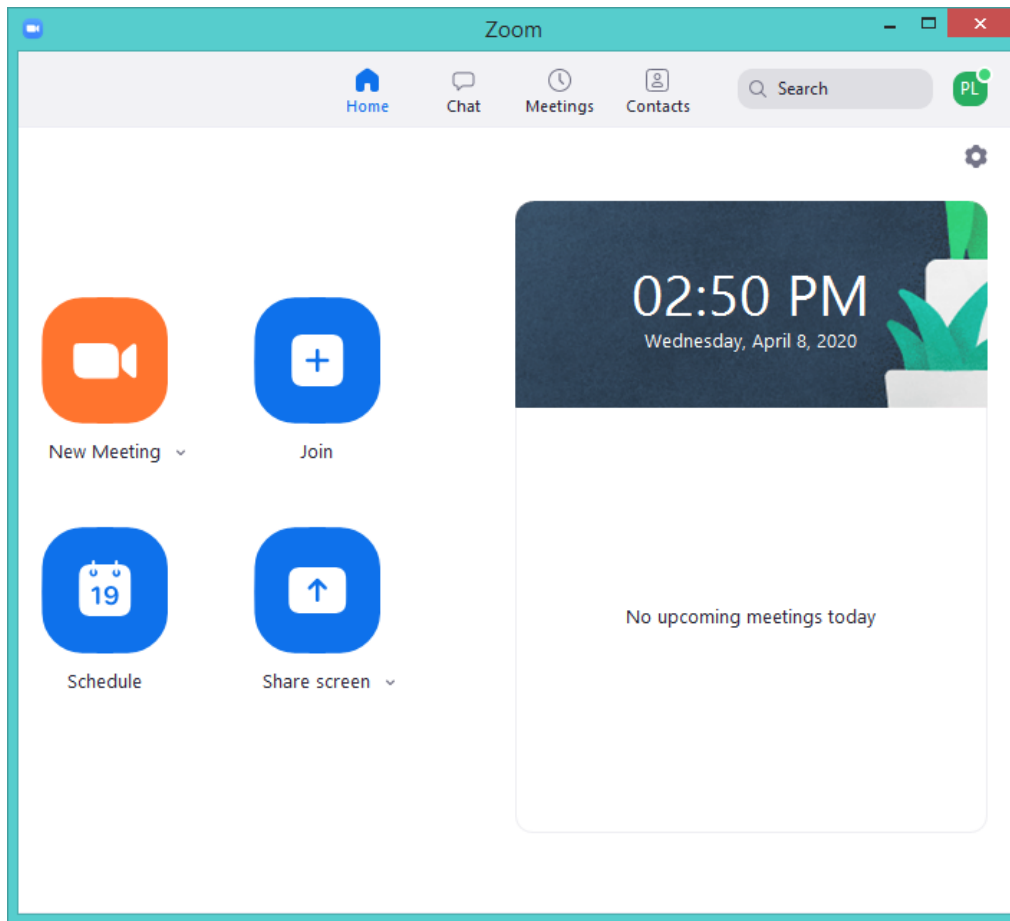 Zoom
Home Chat Meetings Contacts Search PL
02:50 PM
Wednesday, April 8, 2020
New Meeting Join
19
Schedule Share screen
No upcoming meetings today